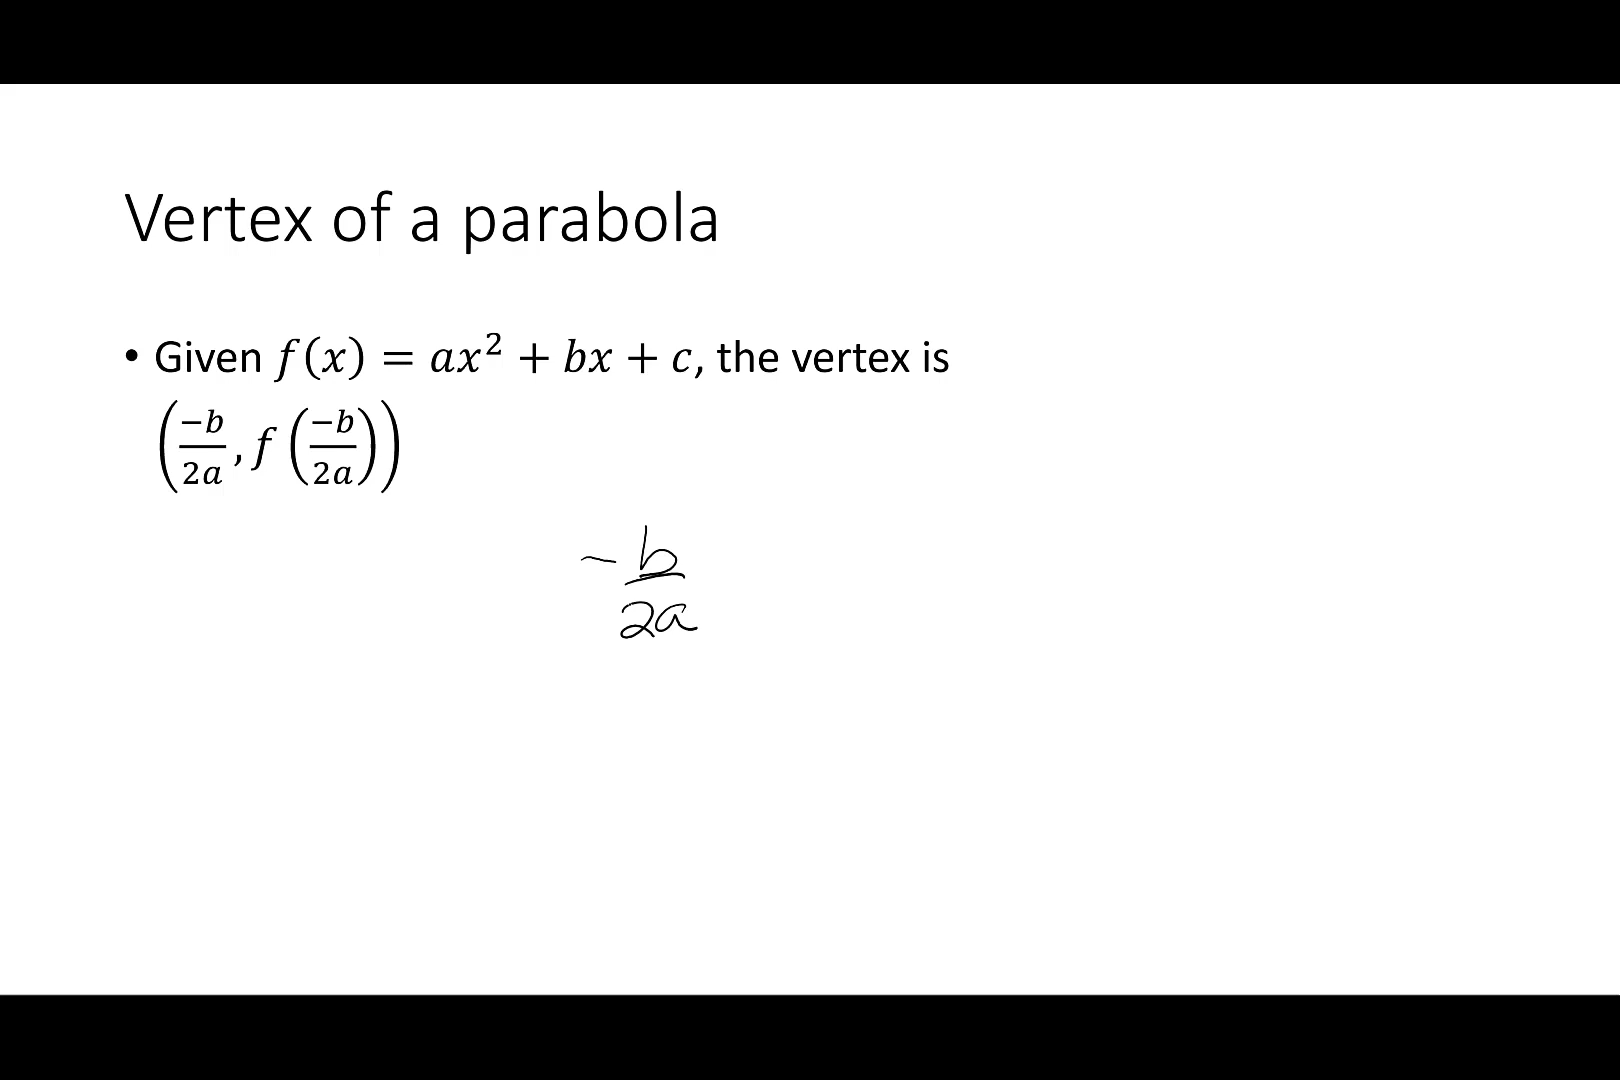 Vertex of a parabola
• Given f(x) = ax² + bx + c, the vertex is
(−b/2a, f(−b/2a))
−b/2a